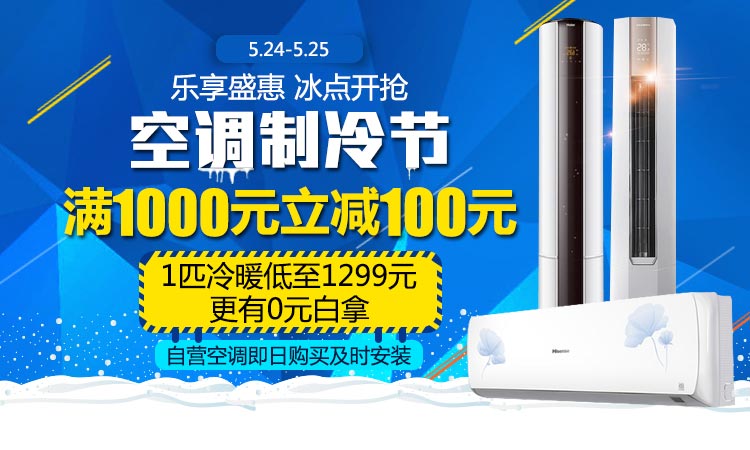 5.24-5.25
乐享盛惠 冰点开抢
空调制冷节
满1000元立减100元
1匹冷暖低至1299元
更有0元白拿
自营空调即日购买及时安装
Hisense